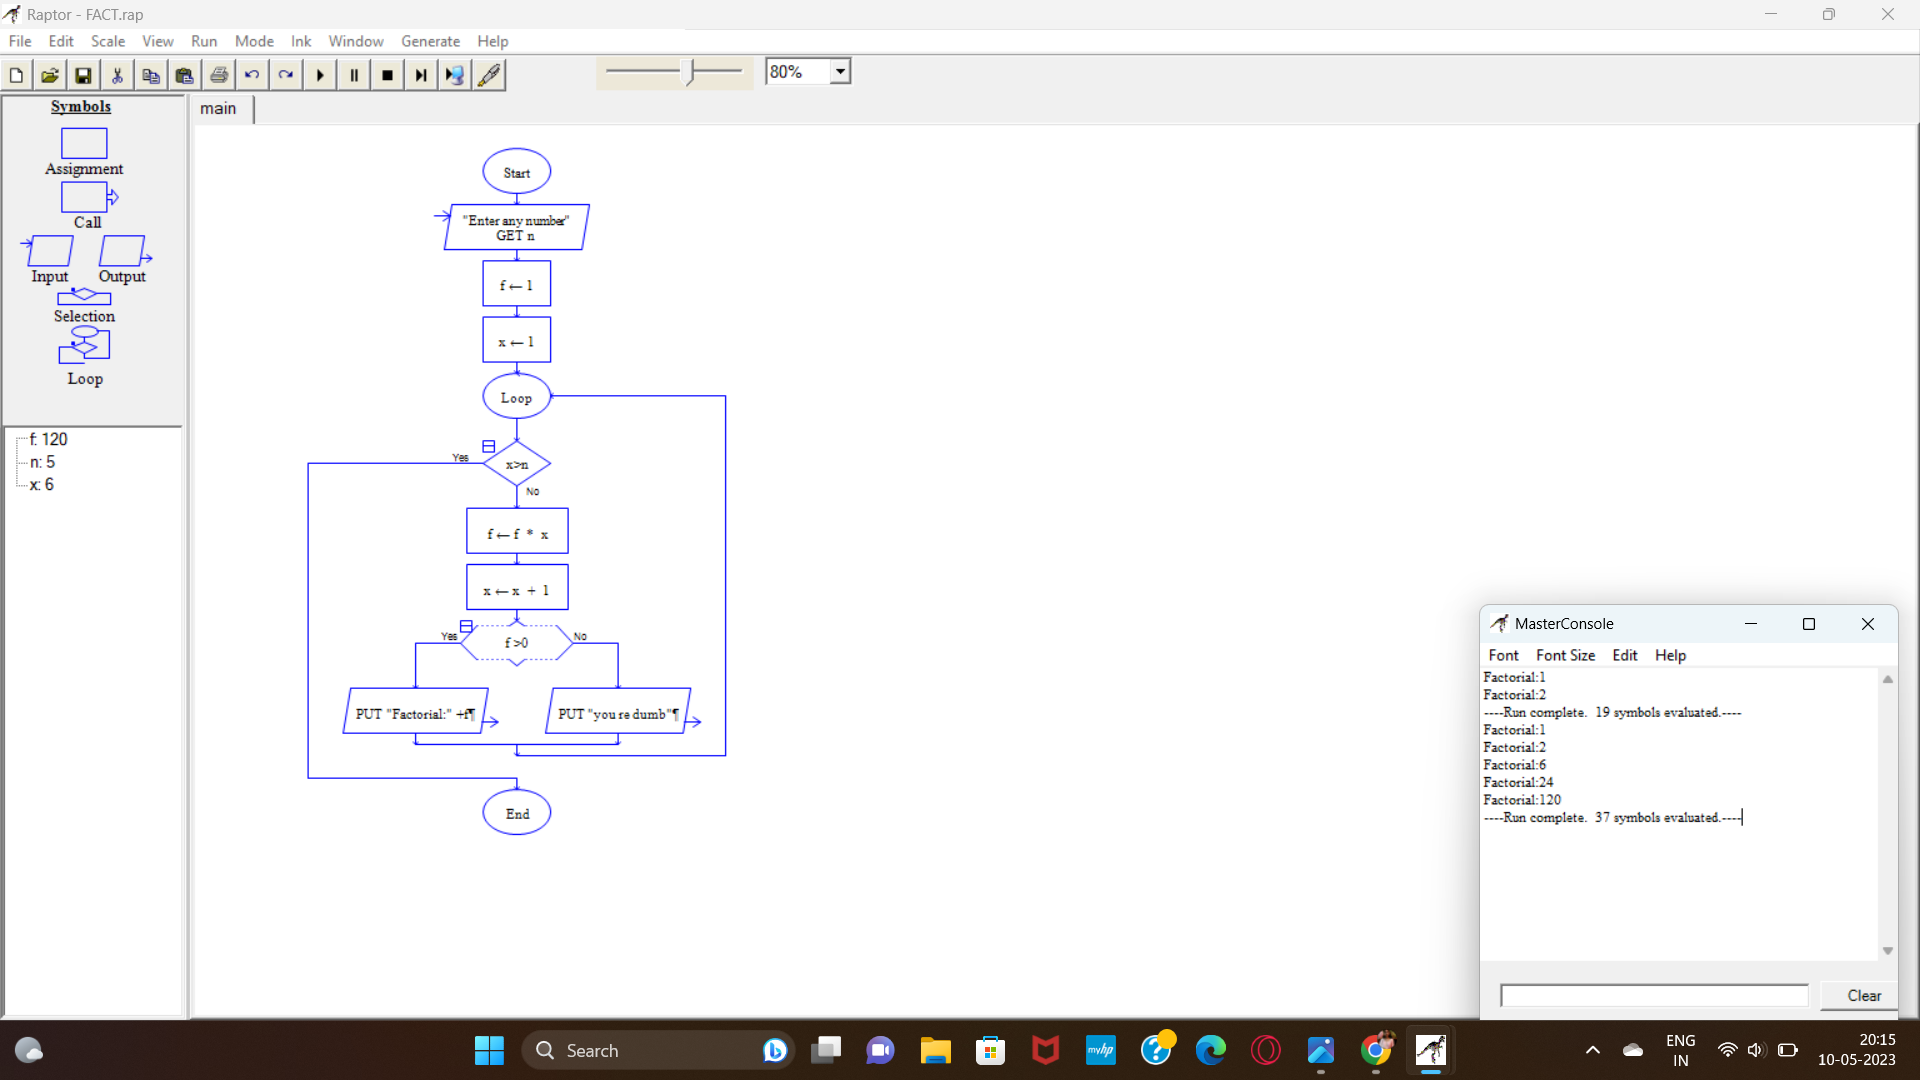 Raptor - FACT.rap
File Edit Scale View Run Mode Ink Window Generate Help
80%
Symbols
Assignment
Call
Input Output
Selection
Loop
f: 120
n: 5
x: 6
main
Start
"Enter any number"
GET n
f ← 1
x ← 1
Loop
Yes
x>n
No
f ← f * x
x ← x + 1
Yes
f >0
No
PUT "Factorial:" +f¶
PUT "you re dumb"¶
End
MasterConsole
Font Font Size Edit Help
Factorial:1
Factorial:2
----Run complete. 19 symbols evaluated.----
Factorial:1
Factorial:2
Factorial:6
Factorial:24
Factorial:120
----Run complete. 37 symbols evaluated.----
Clear
Search
myhp
ENG
IN
20:15
10-05-2023